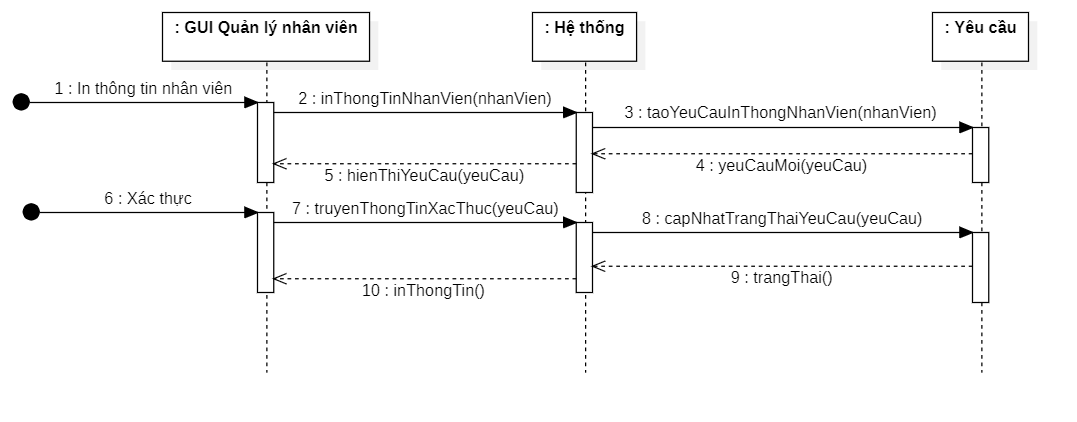 : GUI Quản lý nhân viên
: Hệ thống
: Yêu cầu
1 : In thông tin nhân viên
2 : inThongTinNhanVien(nhanVien)
3 : taoYeuCauInThongNhanVien(nhanVien)
4 : yeuCauMoi(yeuCau)
5 : hienThiYeuCau(yeuCau)
6 : Xác thực
7 : truyenThongTinXacThuc(yeuCau)
8 : capNhatTrangThaiYeuCau(yeuCau)
9 : trangThai()
10 : inThongTin()